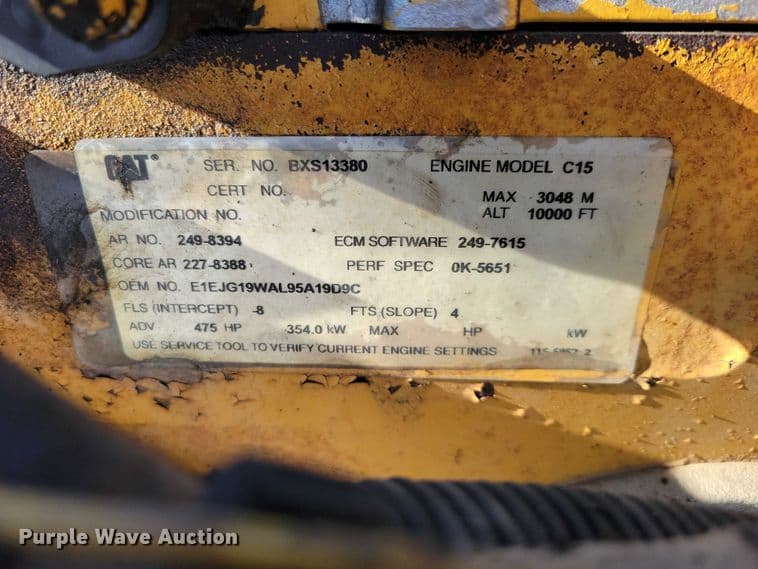 CAT® SER. NO. BXS13380 ENGINE MODEL C15
CERT NO. MAX 3048 M
MODIFICATION NO. ALT 10000 FT
AR NO. 249-8394 ECM SOFTWARE 249-7615
CORE AR 227-8388 PERF SPEC 0K-5651
OEM NO. E1EJG19WAL95A19D9C
FLS (INTERCEPT) -8 FTS (SLOPE) 4
ADV 475 HP 354.0 kW MAX HP kW
USE SERVICE TOOL TO VERIFY CURRENT ENGINE SETTINGS
Purple Wave Auction